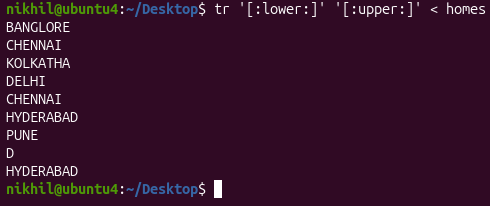 nikhil@ubuntu4:~/Desktop$ tr '[:lower:]' '[:upper:]' < homes
BANGLORE
CHENNAI
KOLKATHA
DELHI
CHENNAI
HYDERABAD
PUNE
D
HYDERABAD
nikhil@ubuntu4:~/Desktop$